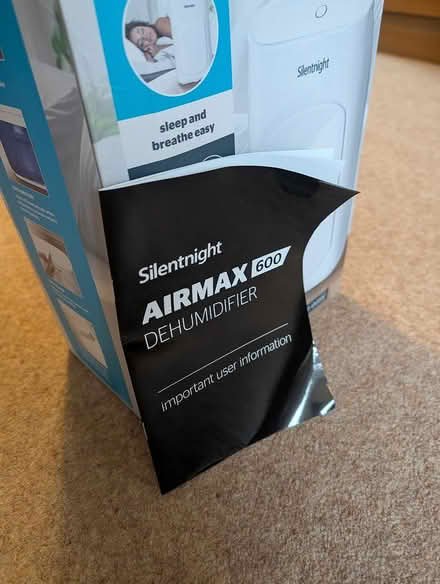 Silentnight
sleep and
breathe easy
Silentnight
AIRMAX 600
DEHUMIDIFIER
Important user information